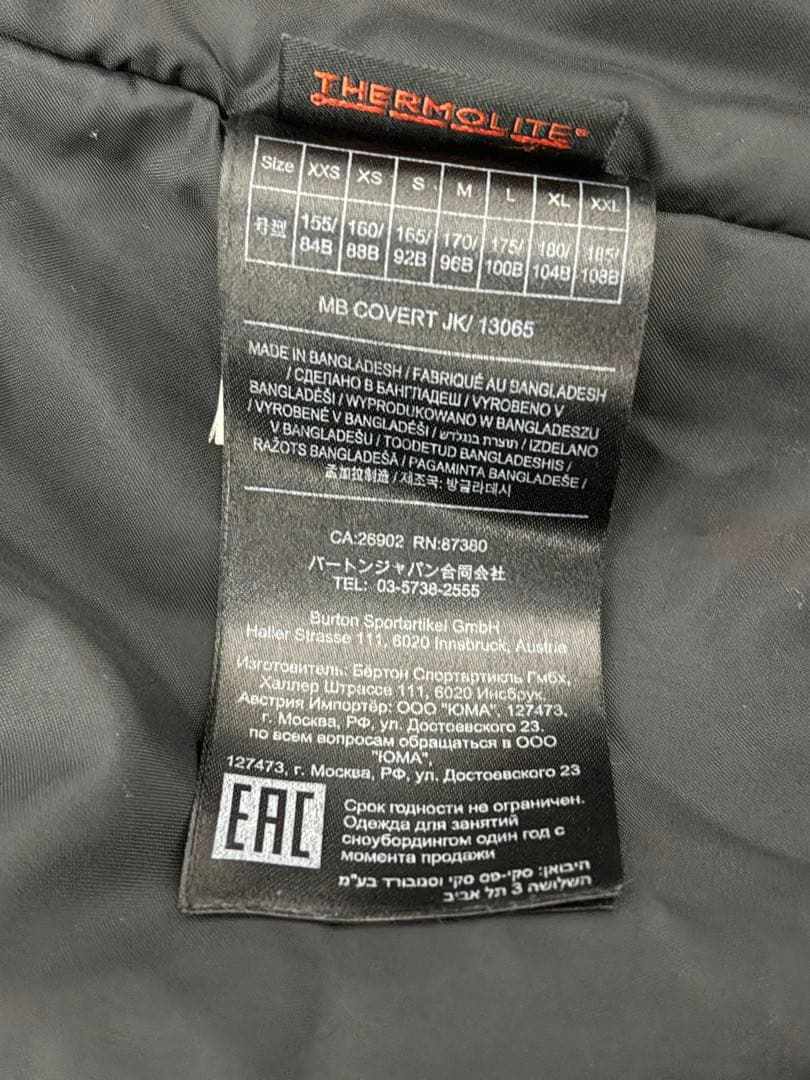 THERMOLITE®
Size XXS XS S M L XL XXL
号型 155/84B 160/88B 165/92B 170/96B 175/100B 180/104B 185/108B
MB COVERT JK/ 13065
MADE IN BANGLADESH / FABRIQUÉ AU BANGLADESH
/ СДЕЛАНО В БАНГЛАДЕШ / VYROBENO V
BANGLADÉŠI / WYPRODUKOWANO W BANGLADESZU
/ VYROBENÉ V BANGLADÉŠI / תוצרת בנגלדש / IZDELANO
V BANGLADEŠU / TOODETUD BANGLADESHIS /
RAŽOTS BANGLADEŠĀ / PAGAMINTA BANGLADEŠE /
孟加拉制造 / 제조국: 방글라데시
CA:26902 RN:87380
バートンジャパン合同会社
TEL: 03-5738-2555
Burton Sportartikel GmbH
Haller Strasse 111, 6020 Innsbruck, Austria
Изготовитель: Бёртон Спортартикль Гмбх,
Халлер Штрассе 111, 6020 Инсбрук,
Австрия Импортёр: ООО "ЮМА", 127473,
г. Москва, РФ, ул. Достоевского 23.
по всем вопросам обращаться в ООО
"ЮМА",
127473, г. Москва, РФ, ул. Достоевского 23
EAC
Срок годности не ограничен.
Одежда для занятий
сноубордингом один год с
момента продажи
היבואן: סקי-פס סקי וסנובורד בע"מ
השלושה 3 תל אביב